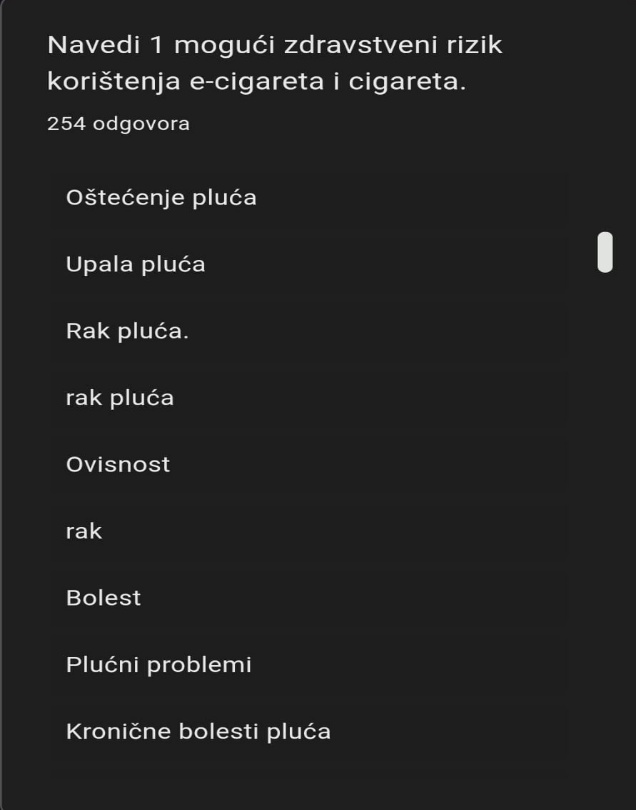 Navedi 1 mogući zdravstveni rizik
korištenja e-cigareta i cigareta.
254 odgovora
Oštećenje pluća
Upala pluća
Rak pluća.
rak pluća
Ovisnost
rak
Bolest
Plućni problemi
Kronične bolesti pluća